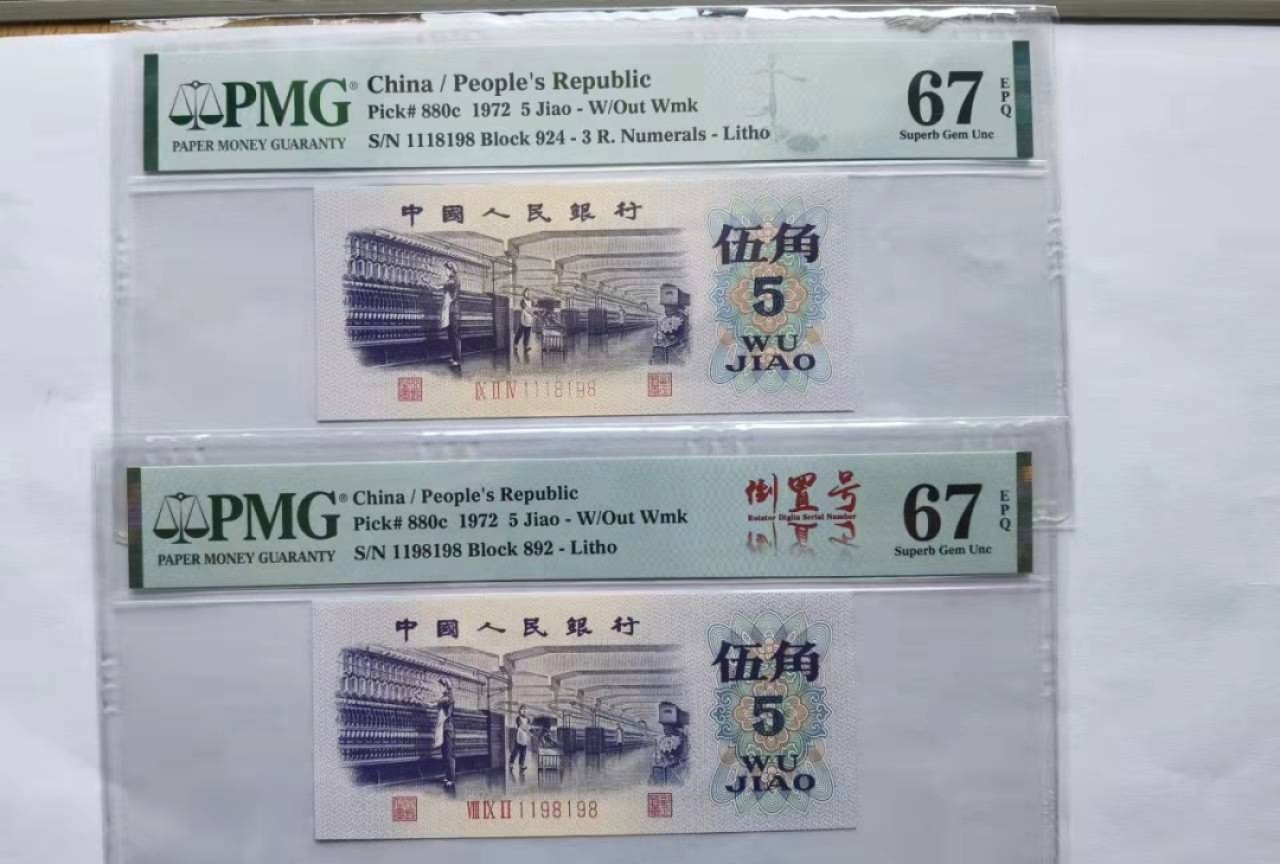 PMG® China / People's Republic
Pick# 880c 1972 5 Jiao - W/Out Wmk
S/N 1118198 Block 924 - 3 R. Numerals - Litho
PAPER MONEY GUARANTY
67
EPQ
Superb Gem Unc
中國人民銀行
伍角
5
WU
JIAO
IX II IV 1118198
PMG® China / People's Republic
Pick# 880c 1972 5 Jiao - W/Out Wmk
S/N 1198198 Block 892 - Litho
PAPER MONEY GUARANTY
倒置号
Rotator Digits Serial Number
67
EPQ
Superb Gem Unc
中國人民銀行
伍角
5
WU
JIAO
VIII IX II 1198198